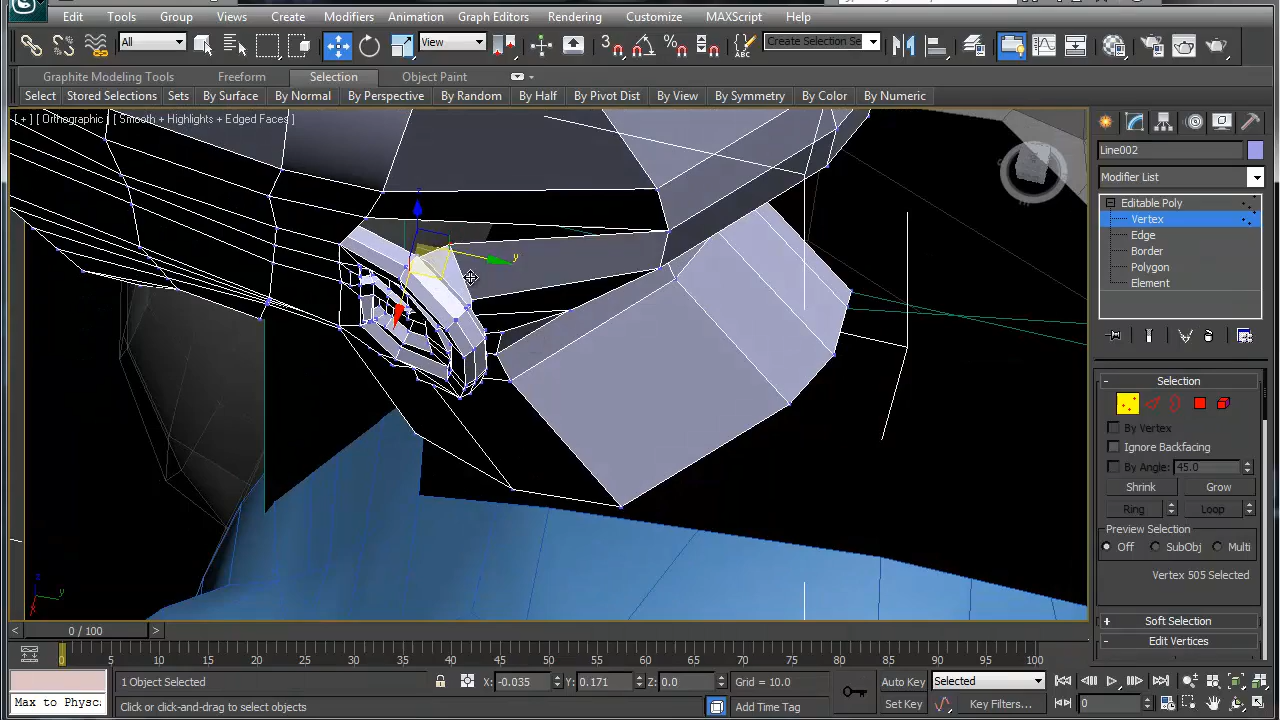 Edit Tools Group Views Create Modifiers Animation Graph Editors Rendering Customize MAXScript Help
All View 3 ABC Create Selection Se
Graphite Modeling Tools Freeform Selection Object Paint
Select Stored Selections Sets By Surface By Normal By Perspective By Random By Half By Pivot Dist By View By Symmetry By Color By Numeric
[ + ] [ Orthographic ] [ Smooth + Highlights + Edged Faces ]
Line002
Modifier List
Editable Poly
Vertex
Edge
Border
Polygon
Element
Selection
By Vertex
Ignore Backfacing
By Angle: 45.0
Shrink Grow
Ring Loop
Preview Selection
Off SubObj Multi
Vertex 505 Selected
Soft Selection
Edit Vertices
y
z
y
x
< 0 / 100 >
0 5 10 15 20 25 30 35 40 45 50 55 60 65 70 75 80 85 90 95 100
1 Object Selected X: -0.035 Y: 0.171 Z: 0.0 Grid = 10.0 Auto Key Selected
Max to Physca Click or click-and-drag to select objects Add Time Tag Set Key Key Filters... 0